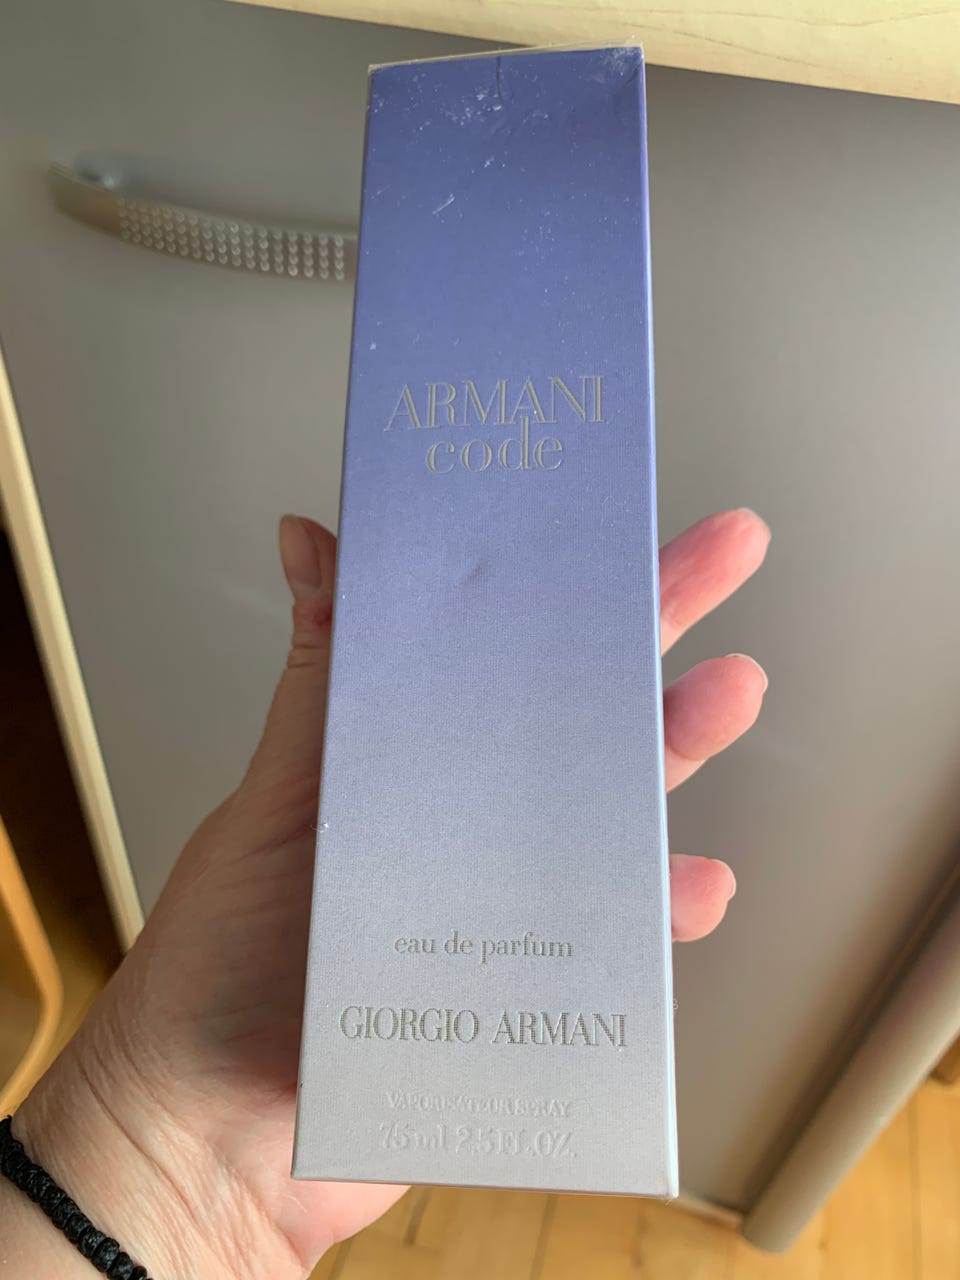 ARMANI
code
eau de parfum
GIORGIO ARMANI
VAPORISATEUR SPRAY
75 ml 2.5 FL.OZ.